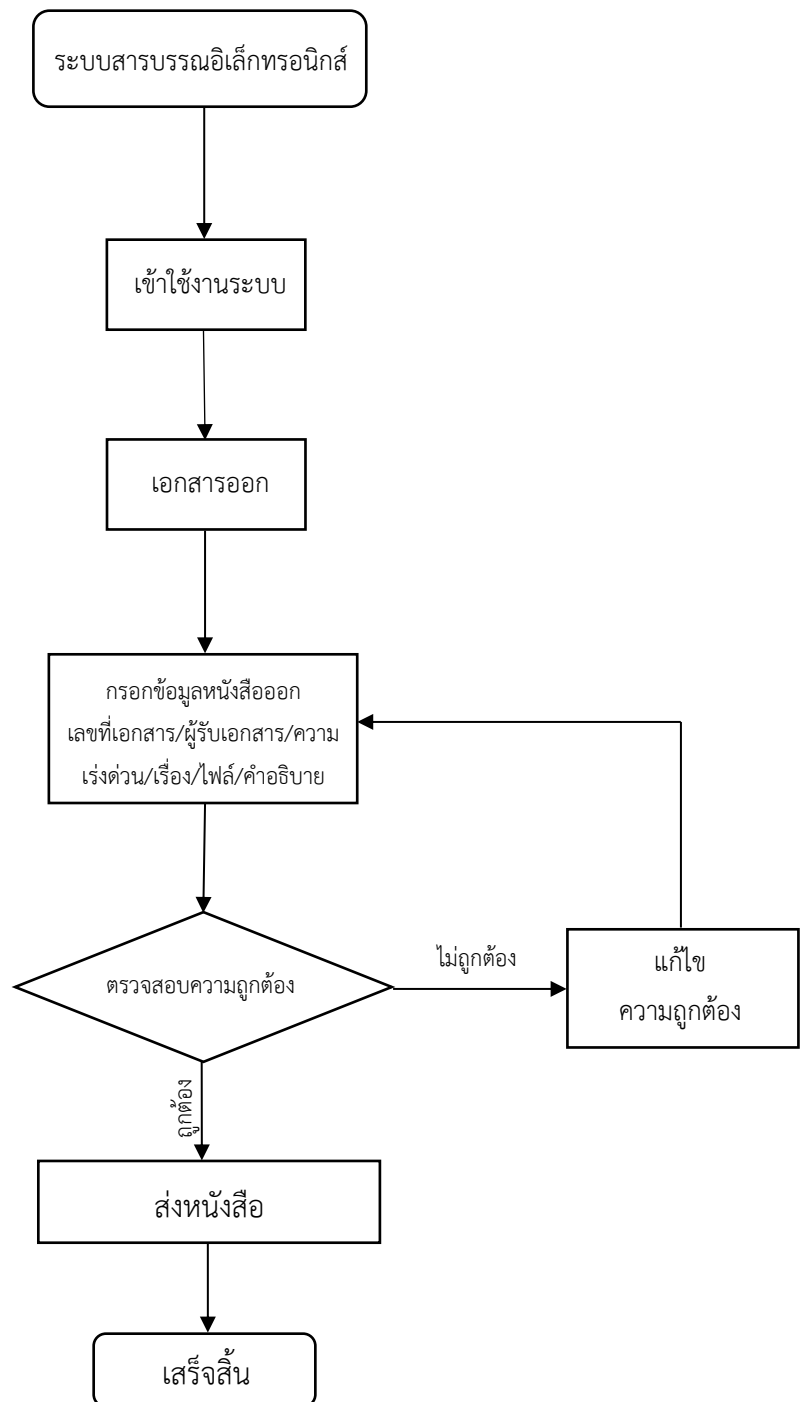 ระบบสารบรรณอิเล็กทรอนิกส์
เข้าใช้งานระบบ
เอกสารออก
กรอกข้อมูลหนังสือออก
เลขที่เอกสาร/ผู้รับเอกสาร/ความ
เร่งด่วน/เรื่อง/ไฟล์/คำอธิบาย
ตรวจสอบความถูกต้อง
ไม่ถูกต้อง
แก้ไข
ความถูกต้อง
ถูกต้อง
ส่งหนังสือ
เสร็จสิ้น